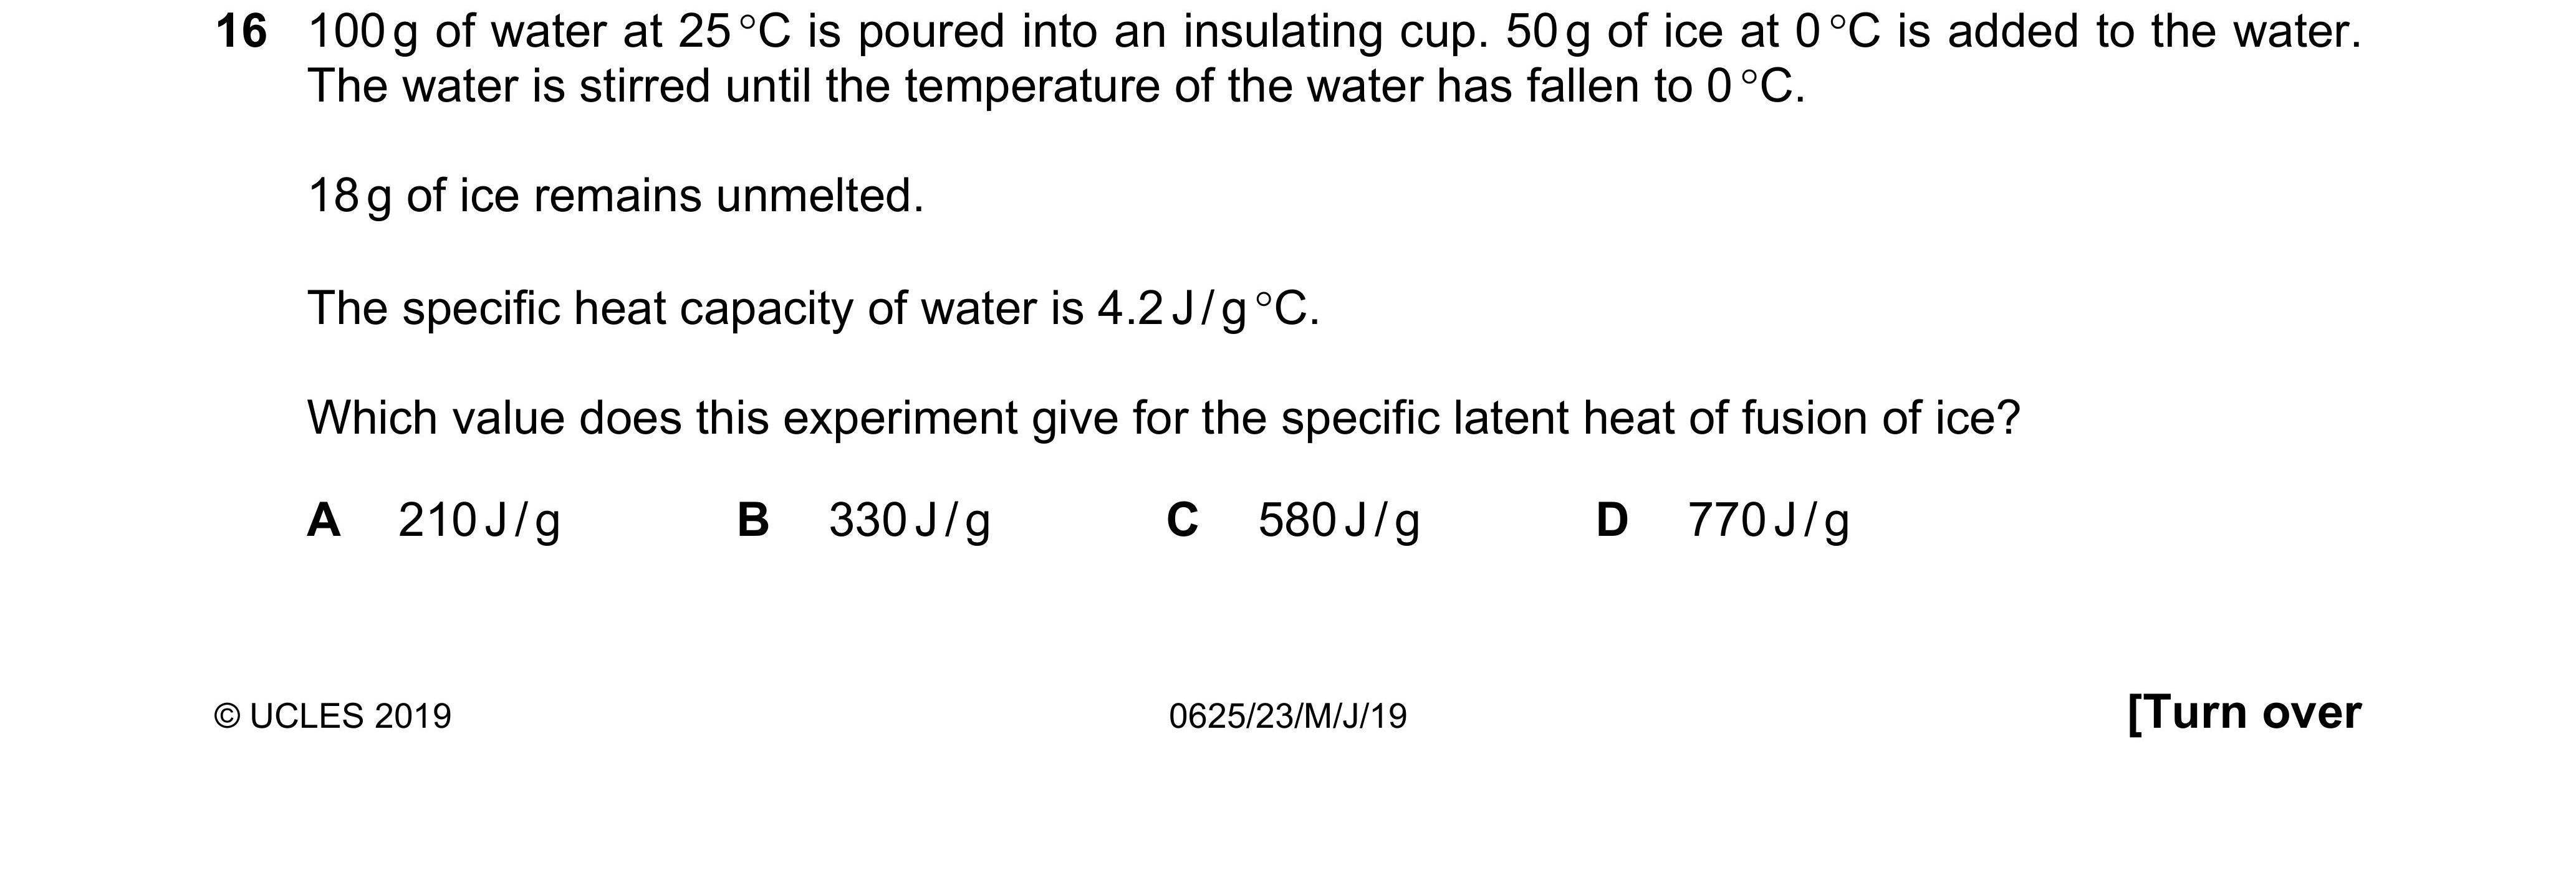 16 100 g of water at 25 °C is poured into an insulating cup. 50 g of ice at 0 °C is added to the water.
The water is stirred until the temperature of the water has fallen to 0 °C.
18 g of ice remains unmelted.
The specific heat capacity of water is 4.2 J / g °C.
Which value does this experiment give for the specific latent heat of fusion of ice?
A 210 J / g B 330 J / g C 580 J / g D 770 J / g
© UCLES 2019 0625/23/M/J/19 [Turn over